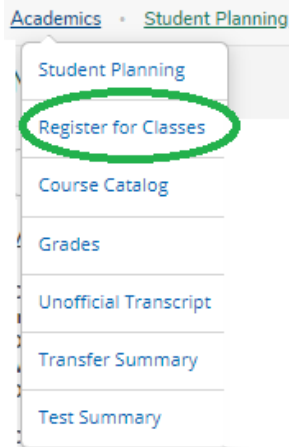 Academics · Student Planning
Student Planning
Register for Classes
Course Catalog
Grades
Unofficial Transcript
Transfer Summary
Test Summary